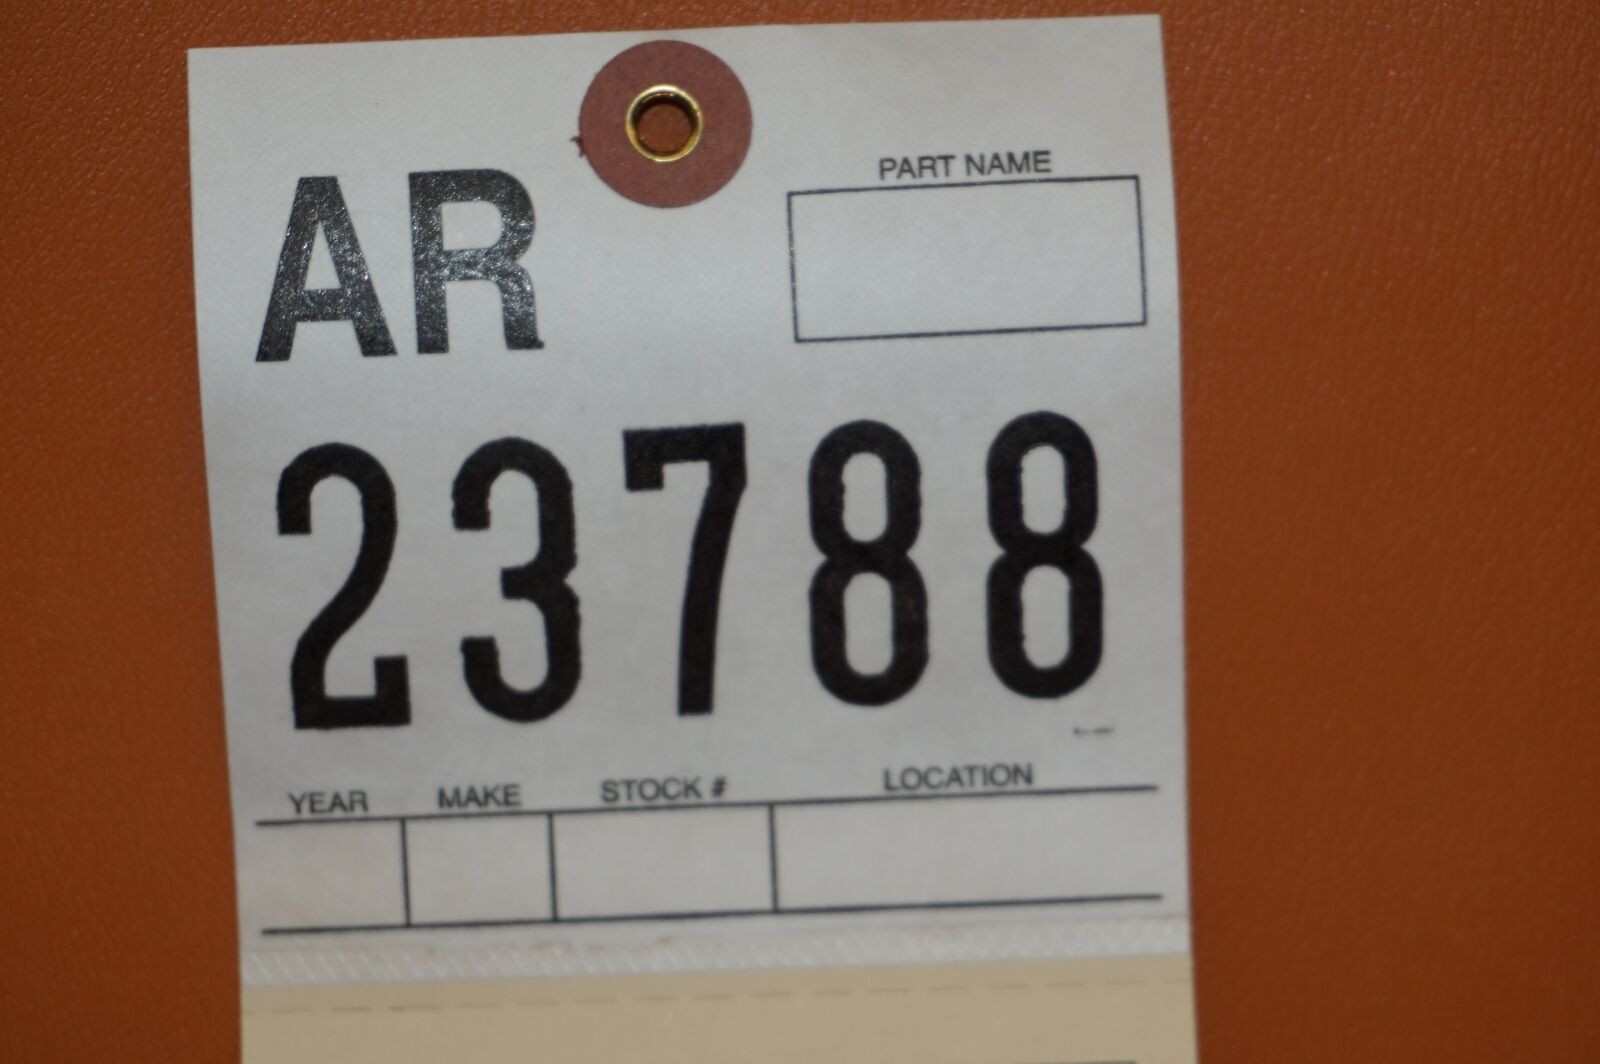 AR
PART NAME
23788
YEAR MAKE STOCK # LOCATION